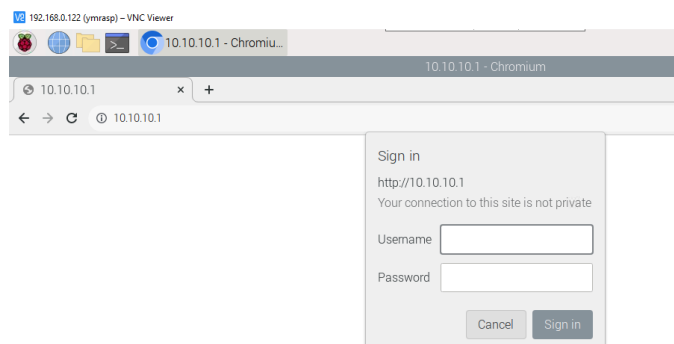 192.168.0.122 (ymrasp) – VNC Viewer
10.10.10.1 - Chromiu...
10.10.10.1 - Chromium
10.10.10.1
10.10.10.1
Sign in
http://10.10.10.1
Your connection to this site is not private
Username
Password
Cancel Sign in